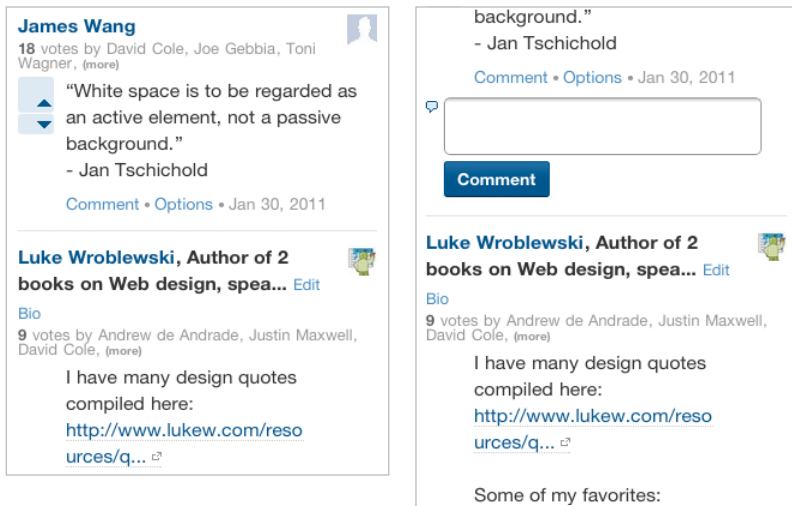 James Wang
18 votes by David Cole, Joe Gebbia, Toni
Wagner, (more)
“White space is to be regarded as
an active element, not a passive
background.”
- Jan Tschichold
Comment • Options • Jan 30, 2011
Luke Wroblewski, Author of 2
books on Web design, spea... Edit
Bio
9 votes by Andrew de Andrade, Justin Maxwell,
David Cole, (more)
I have many design quotes
compiled here:
http://www.lukew.com/reso
urces/q...
background.”
- Jan Tschichold
Comment • Options • Jan 30, 2011
Comment
Luke Wroblewski, Author of 2
books on Web design, spea... Edit
Bio
9 votes by Andrew de Andrade, Justin Maxwell,
David Cole, (more)
I have many design quotes
compiled here:
http://www.lukew.com/reso
urces/q...
Some of my favorites: